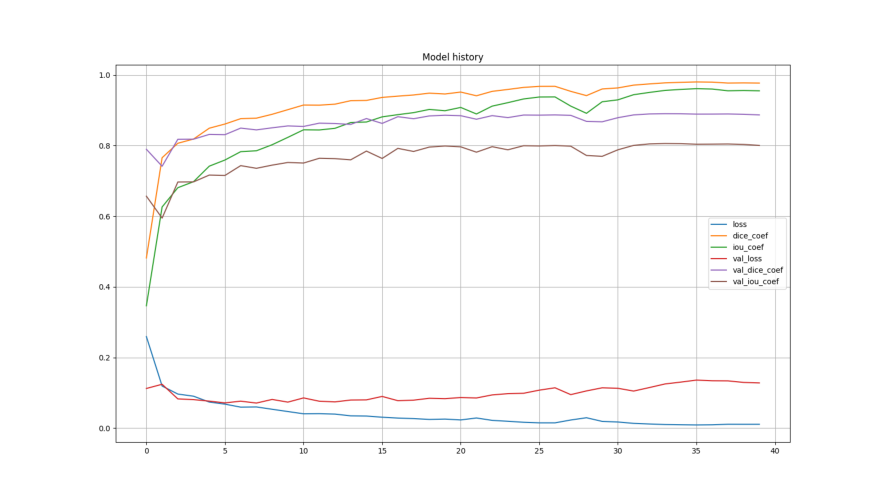 Model history
1.0
0.8
0.6
0.4
0.2
0.0
0 5 10 15 20 25 30 35 40
loss
dice_coef
iou_coef
val_loss
val_dice_coef
val_iou_coef